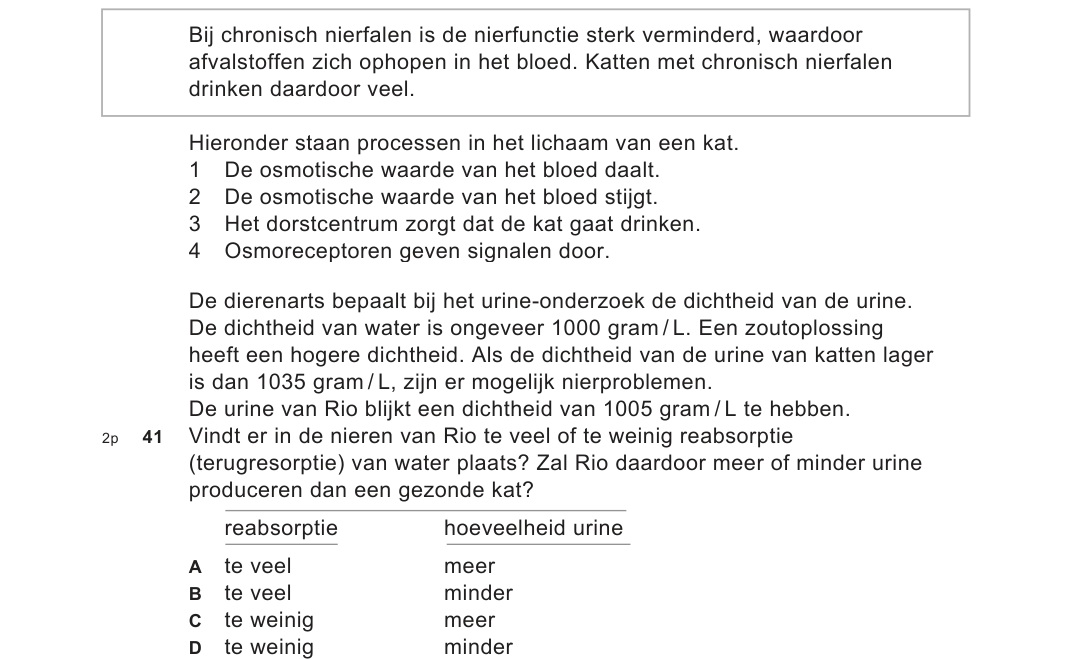 Bij chronisch nierfalen is de nierfunctie sterk verminderd, waardoor
afvalstoffen zich ophopen in het bloed. Katten met chronisch nierfalen
drinken daardoor veel.
Hieronder staan processen in het lichaam van een kat.
1 De osmotische waarde van het bloed daalt.
2 De osmotische waarde van het bloed stijgt.
3 Het dorstcentrum zorgt dat de kat gaat drinken.
4 Osmoreceptoren geven signalen door.
De dierenarts bepaalt bij het urine-onderzoek de dichtheid van de urine.
De dichtheid van water is ongeveer 1000 gram/L. Een zoutoplossing
heeft een hogere dichtheid. Als de dichtheid van de urine van katten lager
is dan 1035 gram/L, zijn er mogelijk nierproblemen.
De urine van Rio blijkt een dichtheid van 1005 gram/L te hebben.
2p 41 Vindt er in de nieren van Rio te veel of te weinig reabsorptie
(terugresorptie) van water plaats? Zal Rio daardoor meer of minder urine
produceren dan een gezonde kat?
reabsorptie hoeveelheid urine
A te veel meer
B te veel minder
C te weinig meer
D te weinig minder